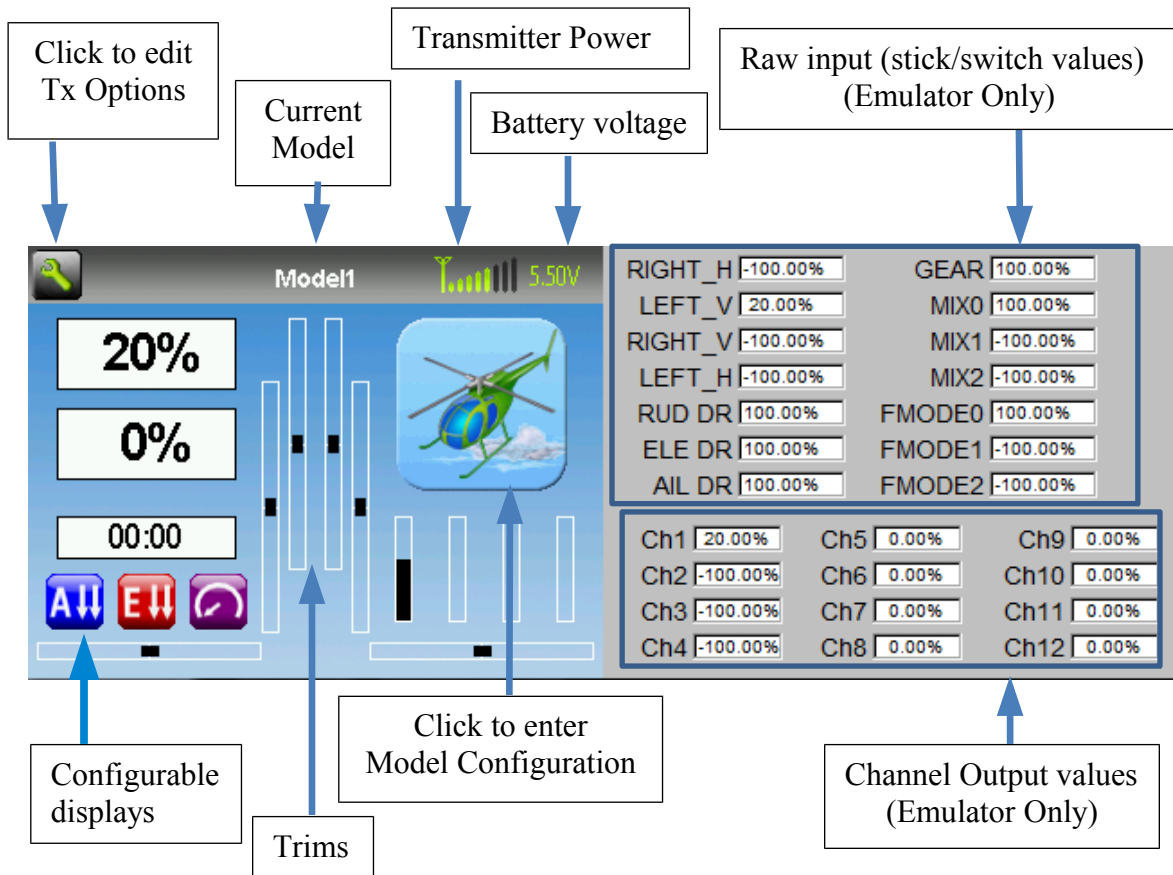 Click to edit
Tx Options
Current
Model
Transmitter Power
Battery voltage
Raw input (stick/switch values)
(Emulator Only)
Model1
5.50V
20%
0%
00:00
A
E
RIGHT_H -100.00% GEAR 100.00%
LEFT_V 20.00% MIX0 100.00%
RIGHT_V -100.00% MIX1 -100.00%
LEFT_H -100.00% MIX2 -100.00%
RUD DR 100.00% FMODE0 100.00%
ELE DR 100.00% FMODE1 -100.00%
AIL DR 100.00% FMODE2 -100.00%
Ch1 20.00% Ch5 0.00% Ch9 0.00%
Ch2 -100.00% Ch6 0.00% Ch10 0.00%
Ch3 -100.00% Ch7 0.00% Ch11 0.00%
Ch4 -100.00% Ch8 0.00% Ch12 0.00%
Configurable
displays
Trims
Click to enter
Model Configuration
Channel Output values
(Emulator Only)